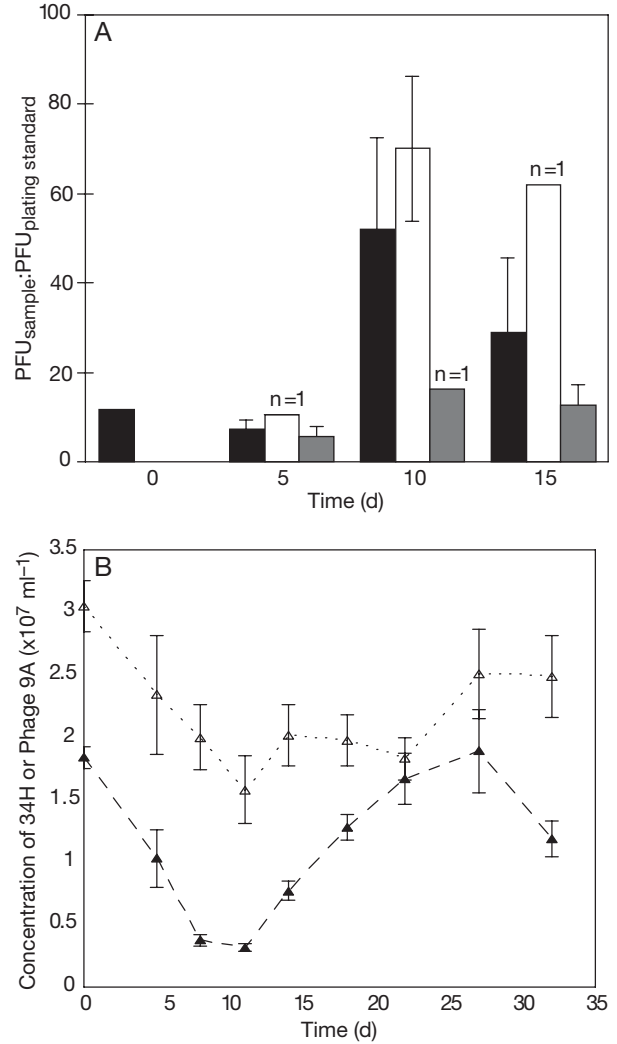 A
PFUsample:PFUplating standard
100
80
60
40
20
0
n=1
n=1
n=1
0 5 10 15
Time (d)
B
Concentration of 34H or Phage 9A (x10⁷ ml⁻¹)
3.5
3
2.5
2
1.5
1
0.5
0
0 5 10 15 20 25 30 35
Time (d)